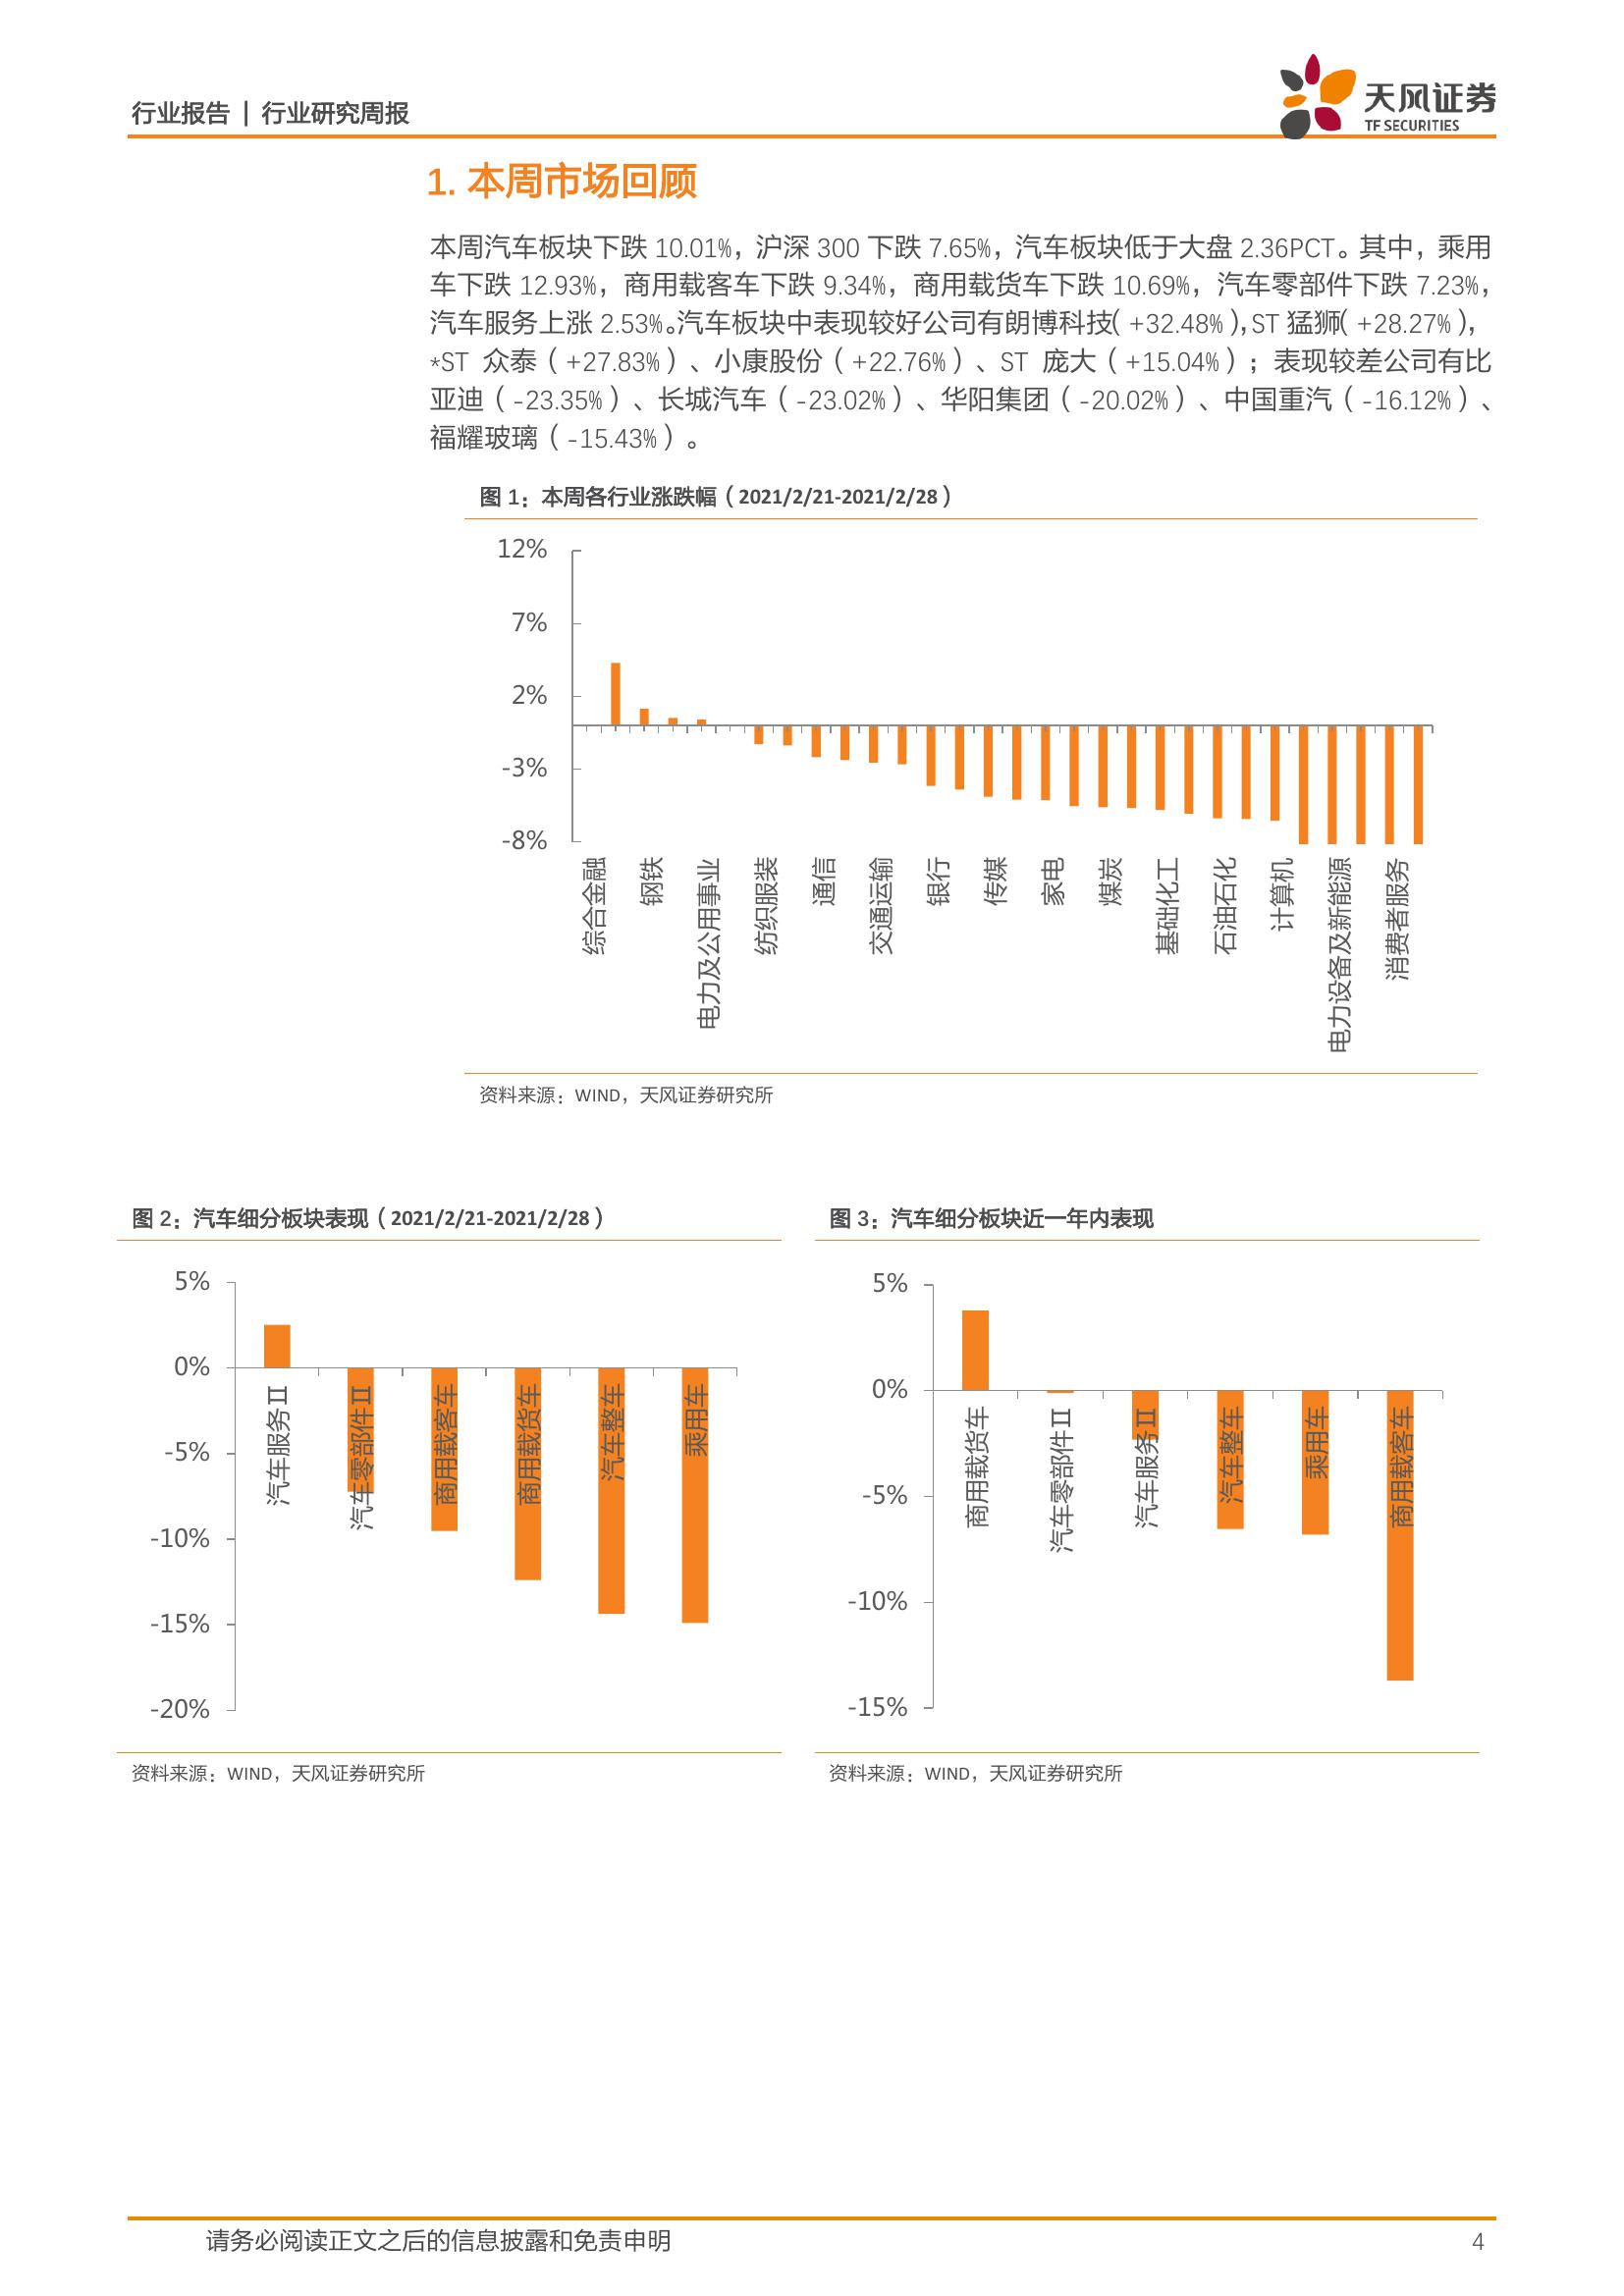 行业报告 | 行业研究周报
天风证券
TF SECURITIES
1. 本周市场回顾
本周汽车板块下跌 10.01%，沪深 300 下跌 7.65%，汽车板块低于大盘 2.36PCT。其中，乘用
车下跌 12.93%，商用载客车下跌 9.34%，商用载货车下跌 10.69%，汽车零部件下跌 7.23%，
汽车服务上涨 2.53%。汽车板块中表现较好公司有朗博科技（+32.48%），ST 猛狮（+28.27%），
*ST 众泰（+27.83%）、小康股份（+22.76%）、ST 庞大（+15.04%）；表现较差公司有比
亚迪（-23.35%）、长城汽车（-23.02%）、华阳集团（-20.02%）、中国重汽（-16.12%）、
福耀玻璃（-15.43%）。
图 1：本周各行业涨跌幅（2021/2/21-2021/2/28）
12%
7%
2%
-3%
-8%
综合金融
钢铁
电力及公用事业
纺织服装
通信
交通运输
银行
传媒
家电
煤炭
基础化工
石油石化
计算机
电力设备及新能源
消费者服务
资料来源：WIND，天风证券研究所
图 2：汽车细分板块表现（2021/2/21-2021/2/28）
5%
0%
-5%
-10%
-15%
-20%
汽车服务Ⅱ
汽车零部件Ⅱ
商用载客车
商用载货车
汽车整车
乘用车
资料来源：WIND，天风证券研究所
图 3：汽车细分板块近一年内表现
5%
0%
-5%
-10%
-15%
商用载货车
汽车零部件Ⅱ
汽车服务Ⅱ
汽车整车
乘用车
商用载客车
资料来源：WIND，天风证券研究所
请务必阅读正文之后的信息披露和免责申明
4